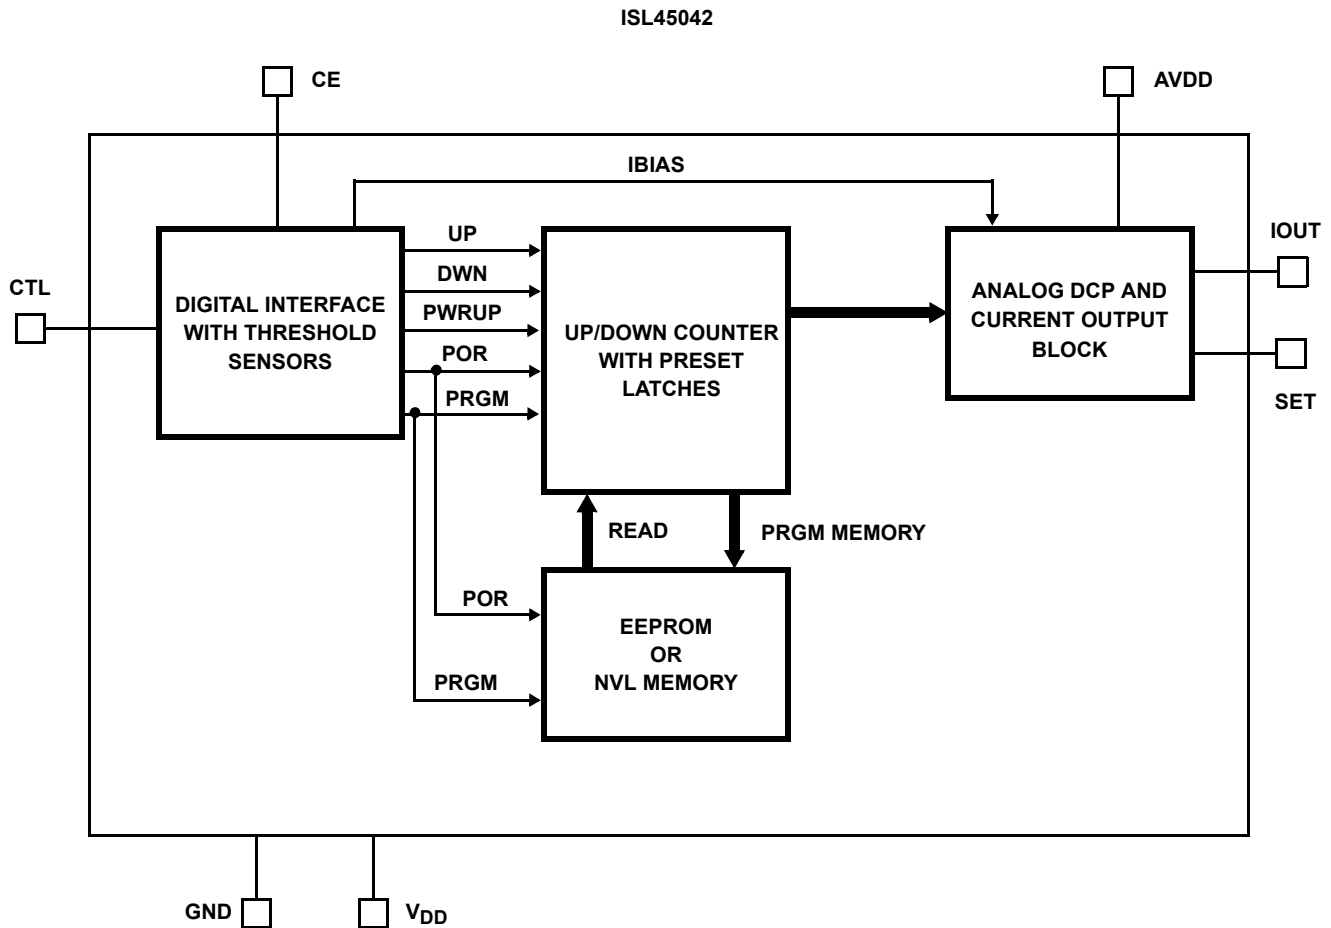 ISL45042
CE
AVDD
IBIAS
UP
IOUT
DWN
CTL
DIGITAL INTERFACE
WITH THRESHOLD
SENSORS
PWRUP
POR
PRGM
UP/DOWN COUNTER
WITH PRESET
LATCHES
ANALOG DCP AND
CURRENT OUTPUT
BLOCK
SET
READ
PRGM MEMORY
POR
PRGM
EEPROM
OR
NVL MEMORY
GND
VDD